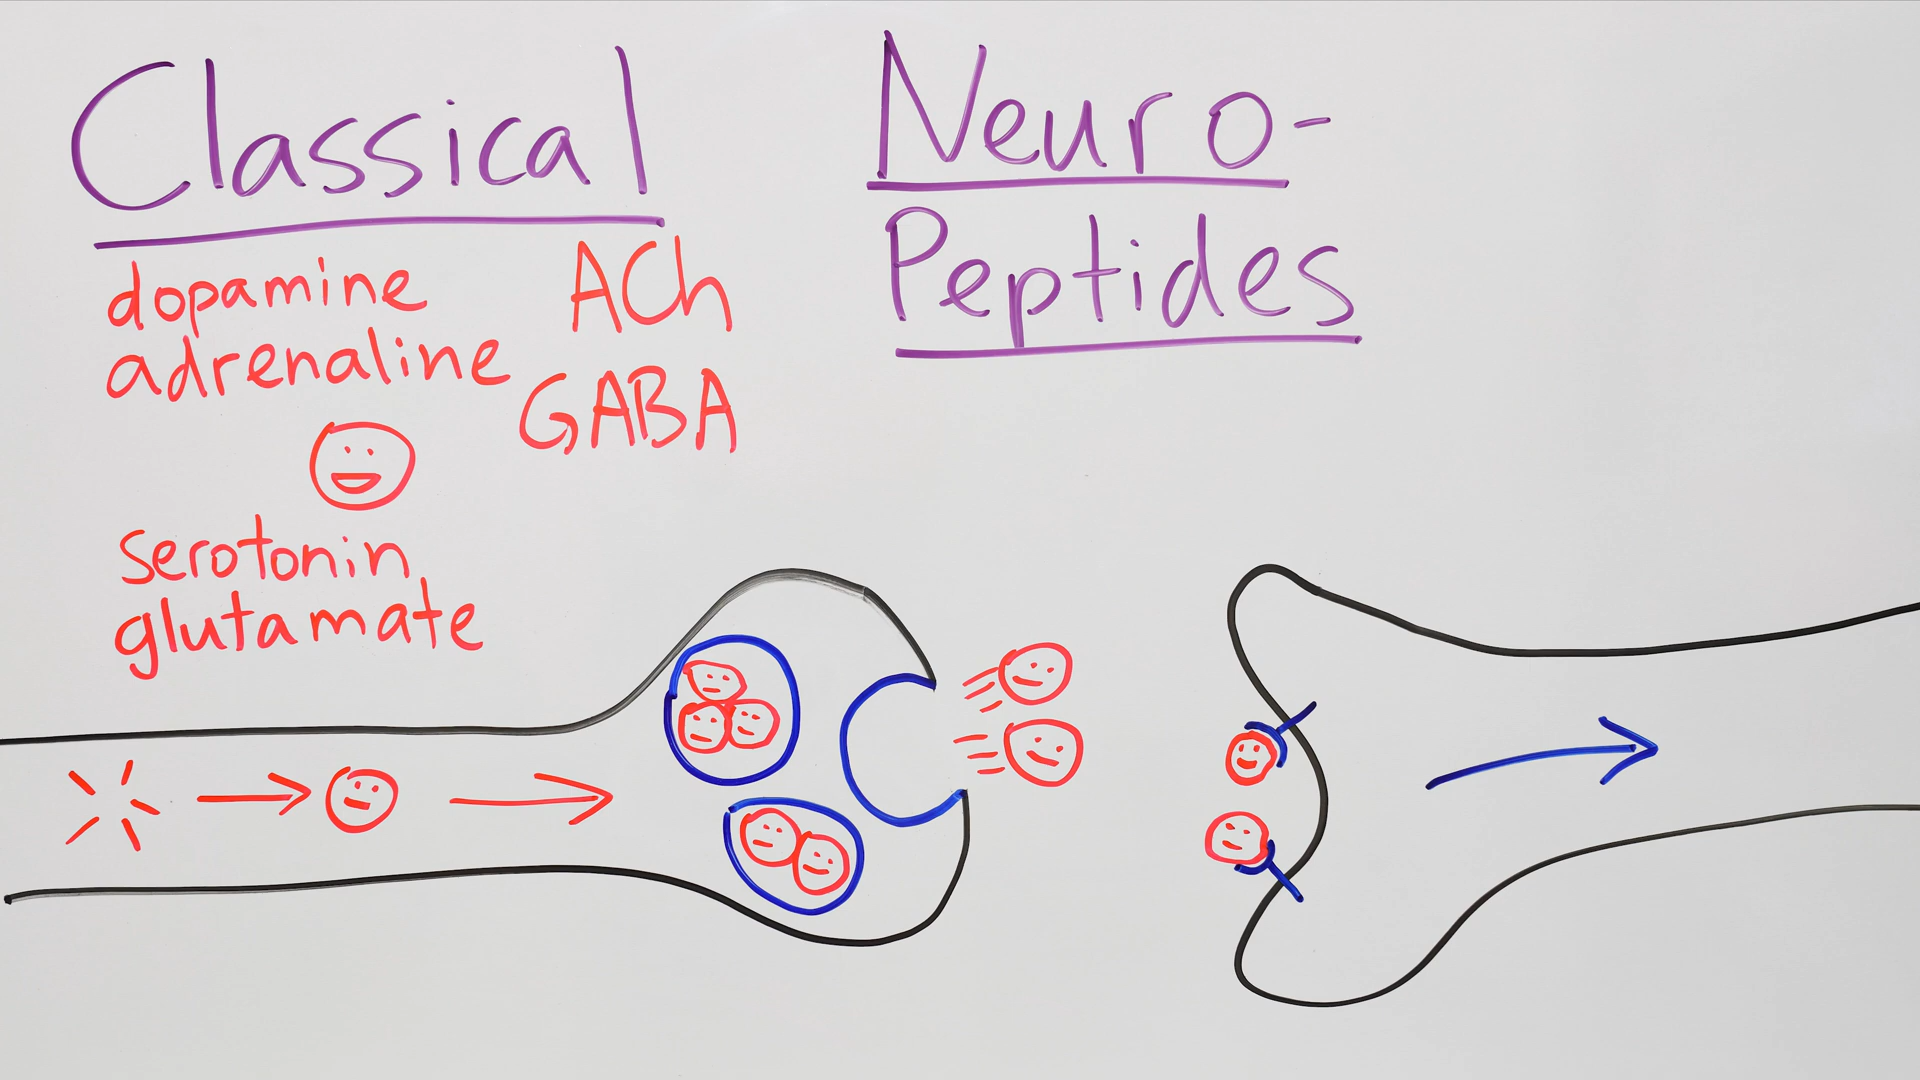 Classical
dopamine
adrenaline
ACh
GABA
serotonin
glutamate
Neuro-
Peptides